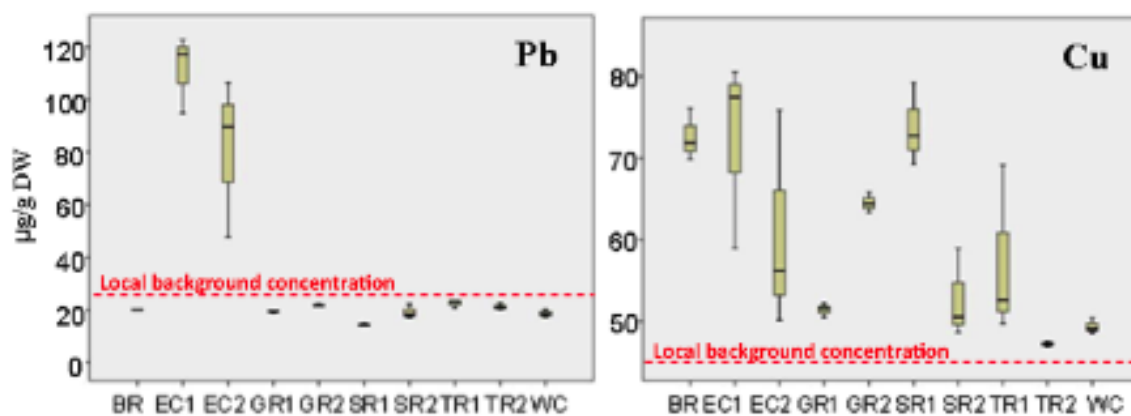 Pb
120
100
80
60
40
20
0
µg/g DW
Local background concentration
BR EC1 EC2 GR1 GR2 SR1 SR2 TR1 TR2 WC
Cu
80
70
60
50
Local background concentration
BR EC1 EC2 GR1 GR2 SR1 SR2 TR1 TR2 WC